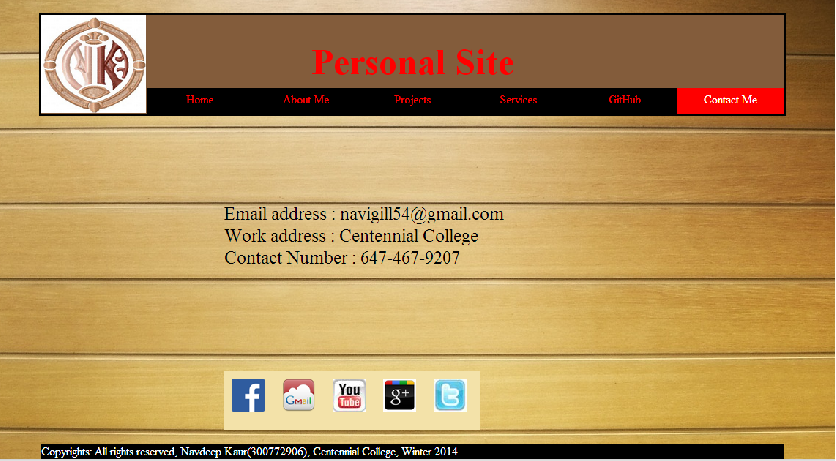 NK
Personal Site
Home About Me Projects Services GitHub Contact Me
Email address : navigill54@gmail.com
Work address : Centennial College
Contact Number : 647-467-9207
f Gmail You Tube g+ t
Copyrights: All rights reserved, Navdeep Kaur(300772906), Centennial College, Winter 2014